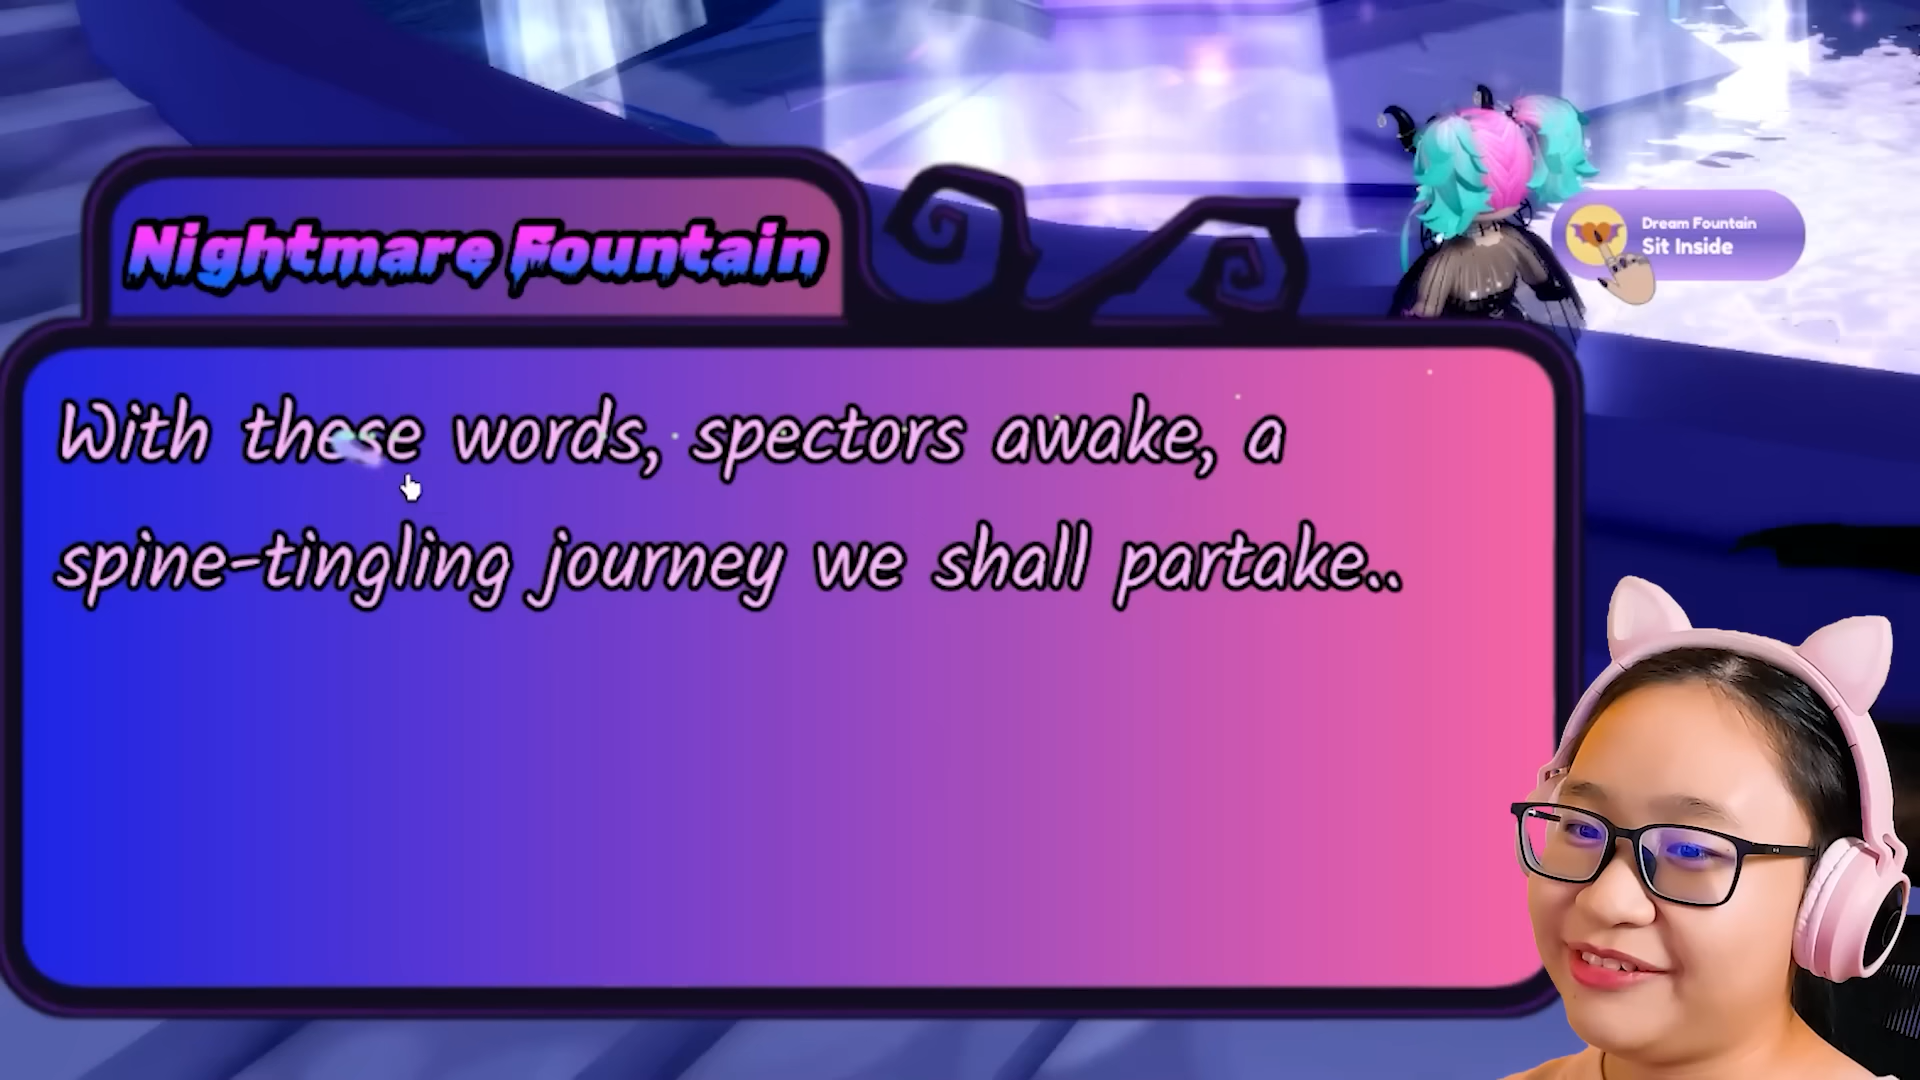 Nightmare Fountain
Dream Fountain
Sit Inside
With these words, spectors awake, a
spine-tingling journey we shall partake..